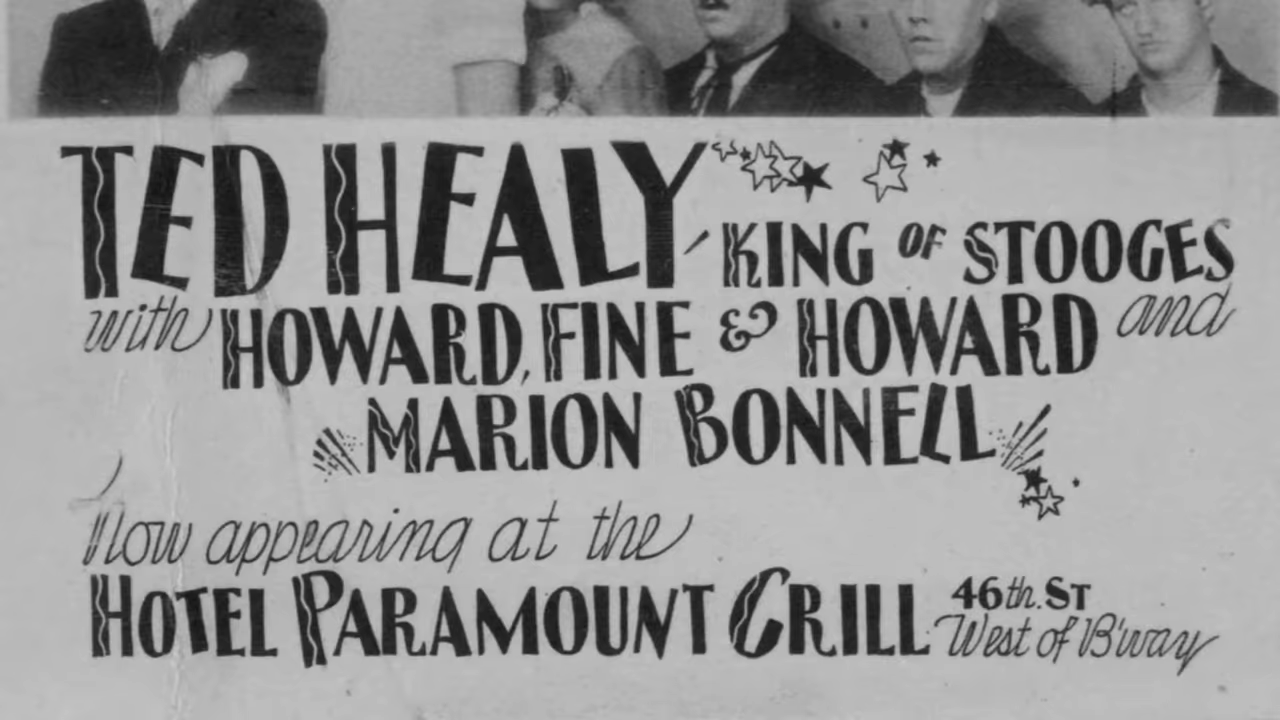 TED HEALY - KING OF STOOGES
with HOWARD, FINE & HOWARD and
MARION BONNELL
Now appearing at the
HOTEL PARAMOUNT GRILL 46th. ST
West of B'way